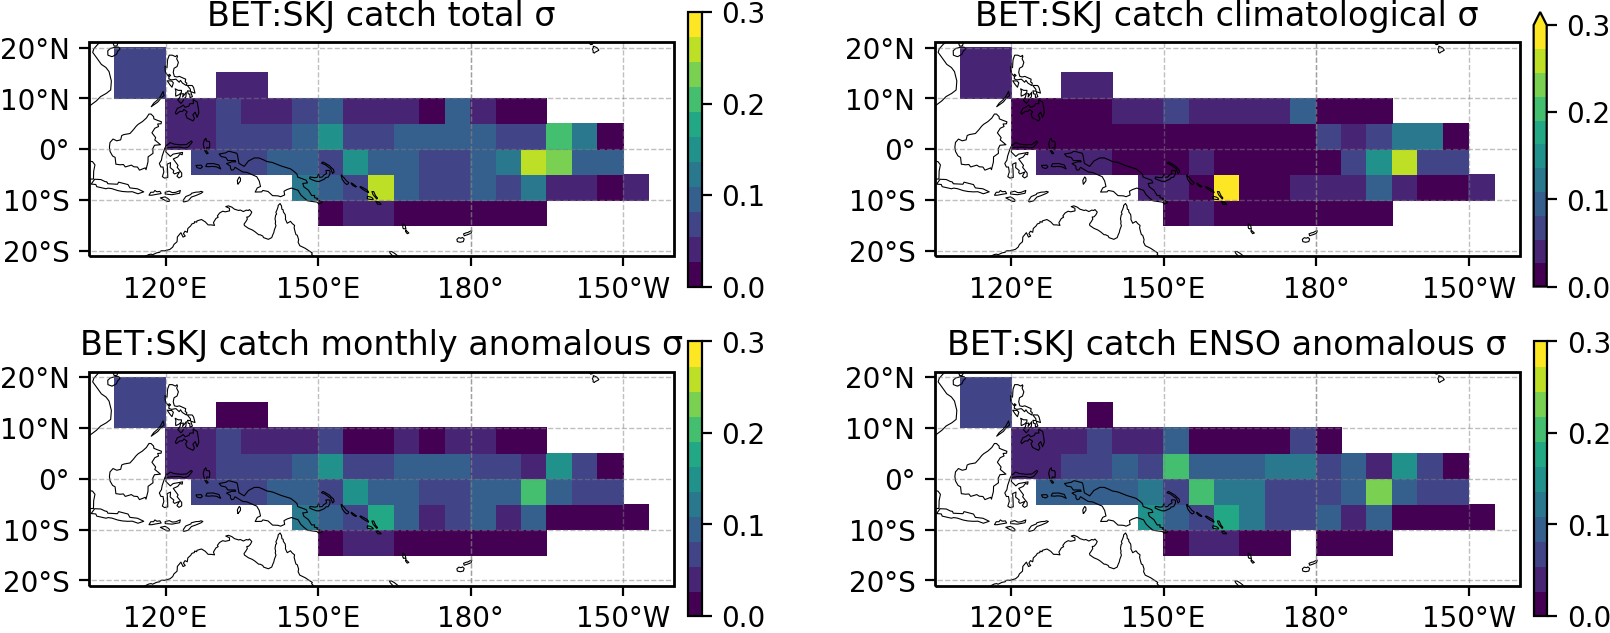 BET:SKJ catch total σ
20°N
10°N
0°
10°S
20°S
120°E 150°E 180° 150°W
0.3
0.2
0.1
0.0
BET:SKJ catch climatological σ
20°N
10°N
0°
10°S
20°S
120°E 150°E 180° 150°W
0.3
0.2
0.1
0.0
BET:SKJ catch monthly anomalous σ
20°N
10°N
0°
10°S
20°S
120°E 150°E 180° 150°W
0.3
0.2
0.1
0.0
BET:SKJ catch ENSO anomalous σ
20°N
10°N
0°
10°S
20°S
120°E 150°E 180° 150°W
0.3
0.2
0.1
0.0